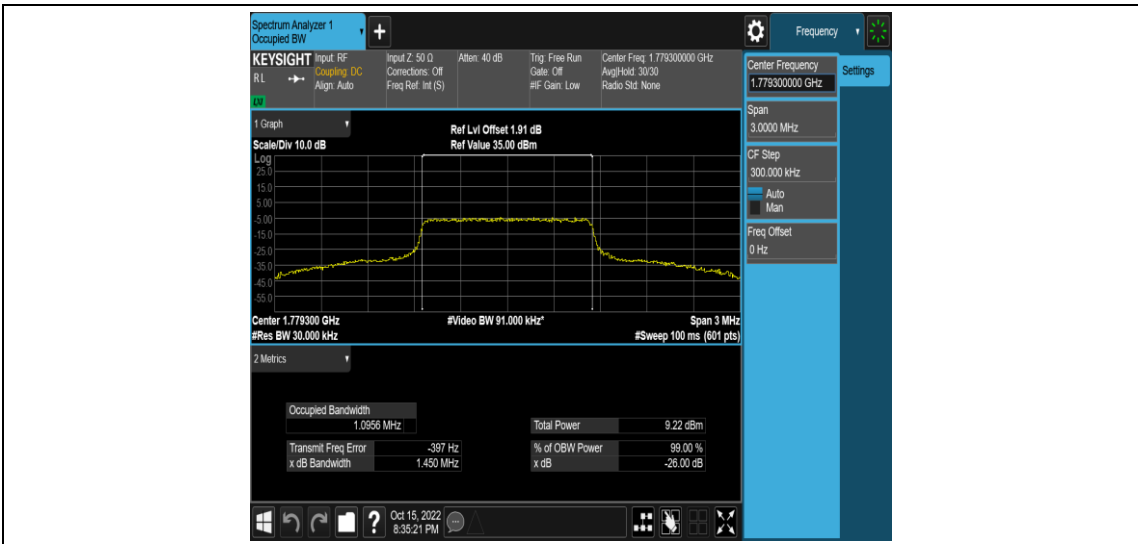 Spectrum Analyzer 1
Occupied BW
+
Frequency
KEYSIGHT
RL
LXI
Input: RF
Coupling: DC
Align: Auto
Input Z: 50 Ω
Corrections: Off
Freq Ref: Int (S)
Atten: 40 dB
Trig: Free Run
Gate: Off
#IF Gain: Low
Center Freq: 1.779300000 GHz
Avg|Hold: 30/30
Radio Std: None
Center Frequency
1.779300000 GHz
Settings
Span
3.0000 MHz
CF Step
300.000 kHz
Auto
Man
Freq Offset
0 Hz
1 Graph
Scale/Div 10.0 dB
Ref Lvl Offset 1.91 dB
Ref Value 35.00 dBm
Log
25.0
15.0
5.00
-5.00
-15.0
-25.0
-35.0
-45.0
-55.0
Center 1.779300 GHz
#Video BW 91.000 kHz*
Span 3 MHz
#Res BW 30.000 kHz
#Sweep 100 ms (601 pts)
2 Metrics
Occupied Bandwidth
1.0956 MHz
Total Power 9.22 dBm
Transmit Freq Error -397 Hz
% of OBW Power 99.00 %
x dB Bandwidth 1.450 MHz
x dB -26.00 dB
?
Oct 15, 2022
8:35:21 PM